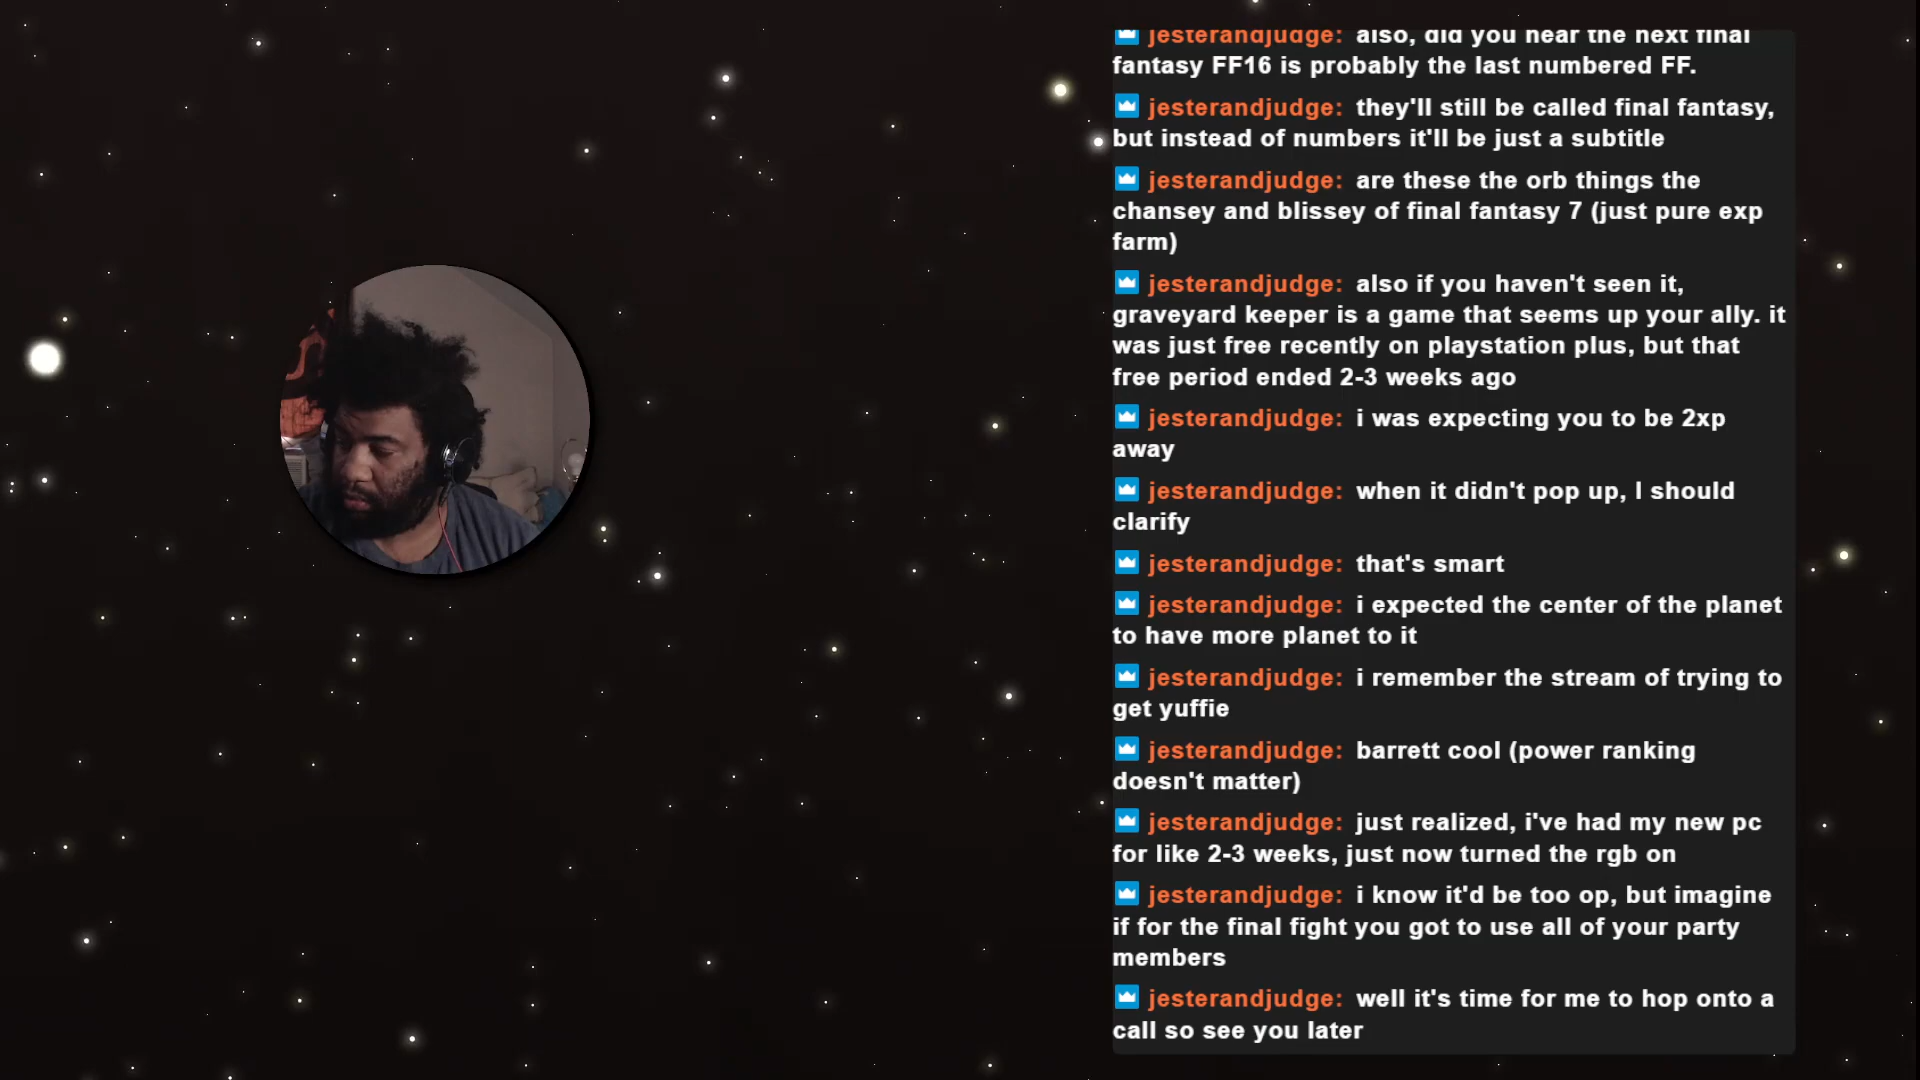 jesterandjudge: also, did you hear the next final
fantasy FF16 is probably the last numbered FF.
jesterandjudge: they'll still be called final fantasy,
but instead of numbers it'll be just a subtitle
jesterandjudge: are these the orb things the
chansey and blissey of final fantasy 7 (just pure exp
farm)
jesterandjudge: also if you haven't seen it,
graveyard keeper is a game that seems up your ally. it
was just free recently on playstation plus, but that
free period ended 2-3 weeks ago
jesterandjudge: i was expecting you to be 2xp
away
jesterandjudge: when it didn't pop up, I should
clarify
jesterandjudge: that's smart
jesterandjudge: i expected the center of the planet
to have more planet to it
jesterandjudge: i remember the stream of trying to
get yuffie
jesterandjudge: barrett cool (power ranking
doesn't matter)
jesterandjudge: just realized, i've had my new pc
for like 2-3 weeks, just now turned the rgb on
jesterandjudge: i know it'd be too op, but imagine
if for the final fight you got to use all of your party
members
jesterandjudge: well it's time for me to hop onto a
call so see you later